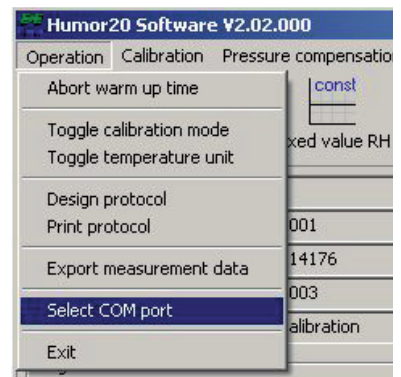 Humor20 Software V2.02.000
Operation Calibration Pressure compensatio
Abort warm up time
const
Toggle calibration mode
xed value RH
Toggle temperature unit
Design protocol
Print protocol
001
Export measurement data
14176
003
Select COM port
alibration
Exit